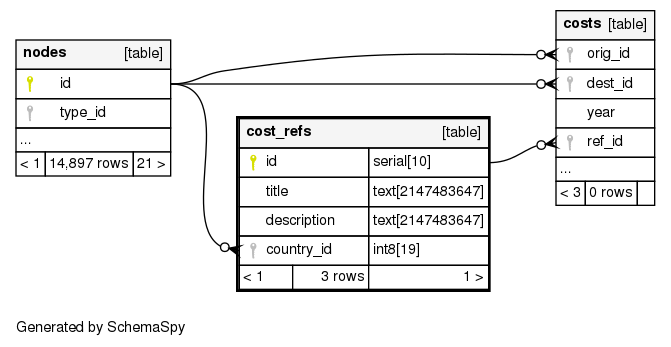 nodes [table]
id
type_id
...
< 1 14,897 rows 21 >
cost_refs [table]
id serial[10]
title text[2147483647]
description text[2147483647]
country_id int8[19]
< 1 3 rows 1 >
costs [table]
orig_id
dest_id
year
ref_id
...
< 3 0 rows
Generated by SchemaSpy